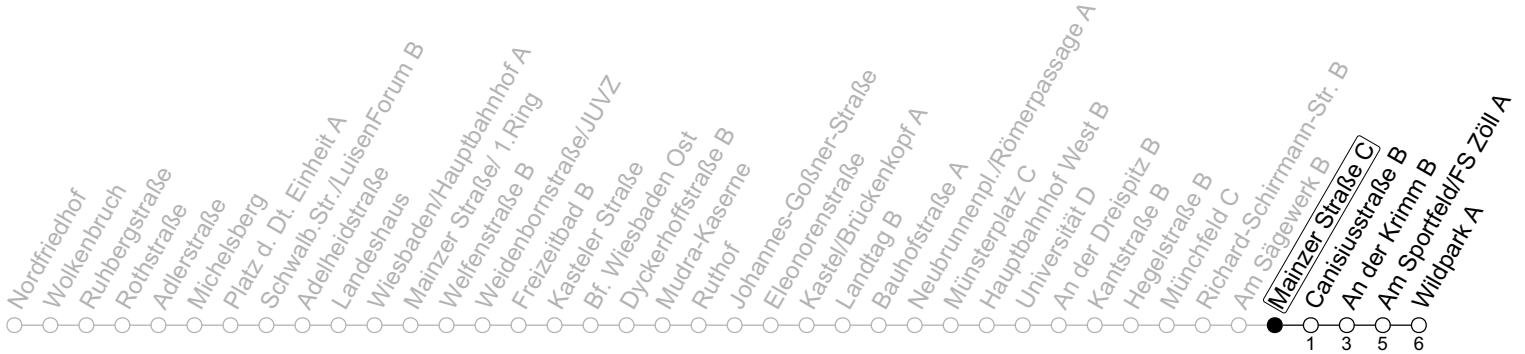 Nordfriedhof
Wolkenbruch
Ruhbergstraße
Rothstraße
Adlerstraße
Michelsberg
Platz d. Dt. Einheit A
Schwalb.Str./LuisenForum B
Adelheidstraße
Landeshaus
Wiesbaden/Hauptbahnhof A
Mainzer Straße/ 1.Ring
Welfenstraße B
Weidenbornstraße/JUVZ
Freizeitbad B
Kasteler Straße
Bf. Wiesbaden Ost
Dyckerhoffstraße B
Mudra-Kaserne
Ruthof
Johannes-Goßner-Straße
Eleonorenstraße
Kastel/Brückenkopf A
Landtag B
Bauhofstraße A
Neubrunnenpl./Römerpassage A
Münsterplatz C
Hauptbahnhof West B
Universität D
An der Dreispitz B
Kantstraße B
Hegelstraße B
Münchfeld C
Richard-Schirrmann-Str. B
Am Sägewerk B
Mainzer Straße C
Canisiusstraße B
An der Krimm B
Am Sportfeld/FS Zöll A
Wildpark A
1 3 5 6